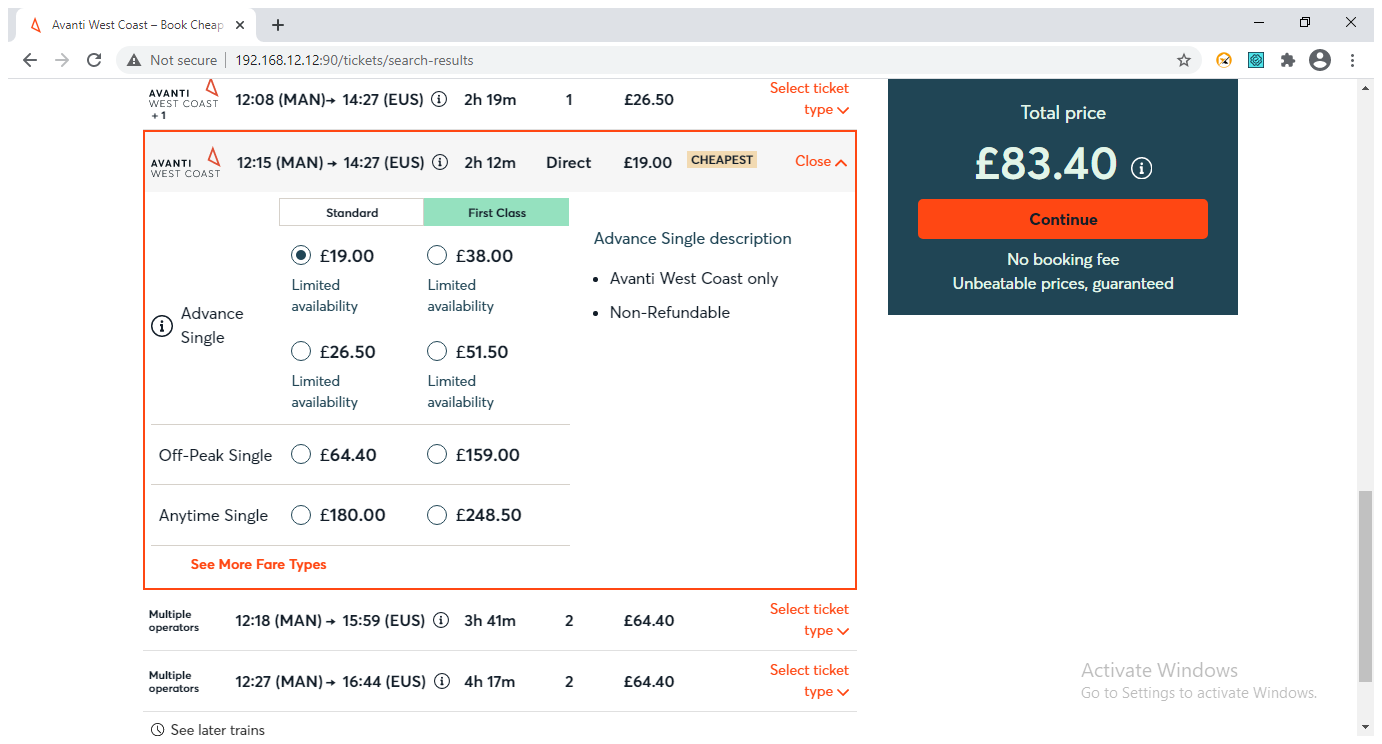 Avanti West Coast – Book Cheap
Not secure
192.168.12.12:90/tickets/search-results
AVANTI
WEST COAST
+ 1
12:08 (MAN) → 14:27 (EUS)
2h 19m
1
£26.50
Select ticket
type
AVANTI
WEST COAST
12:15 (MAN) → 14:27 (EUS)
2h 12m
Direct
£19.00
CHEAPEST
Close
Standard
First Class
Advance
Single
£19.00
Limited
availability
£38.00
Limited
availability
£26.50
Limited
availability
£51.50
Limited
availability
Off-Peak Single
£64.40
£159.00
Anytime Single
£180.00
£248.50
See More Fare Types
Advance Single description
• Avanti West Coast only
• Non-Refundable
Multiple
operators
12:18 (MAN) → 15:59 (EUS)
3h 41m
2
£64.40
Select ticket
type
Multiple
operators
12:27 (MAN) → 16:44 (EUS)
4h 17m
2
£64.40
Select ticket
type
See later trains
Total price
£83.40
Continue
No booking fee
Unbeatable prices, guaranteed
Activate Windows
Go to Settings to activate Windows.